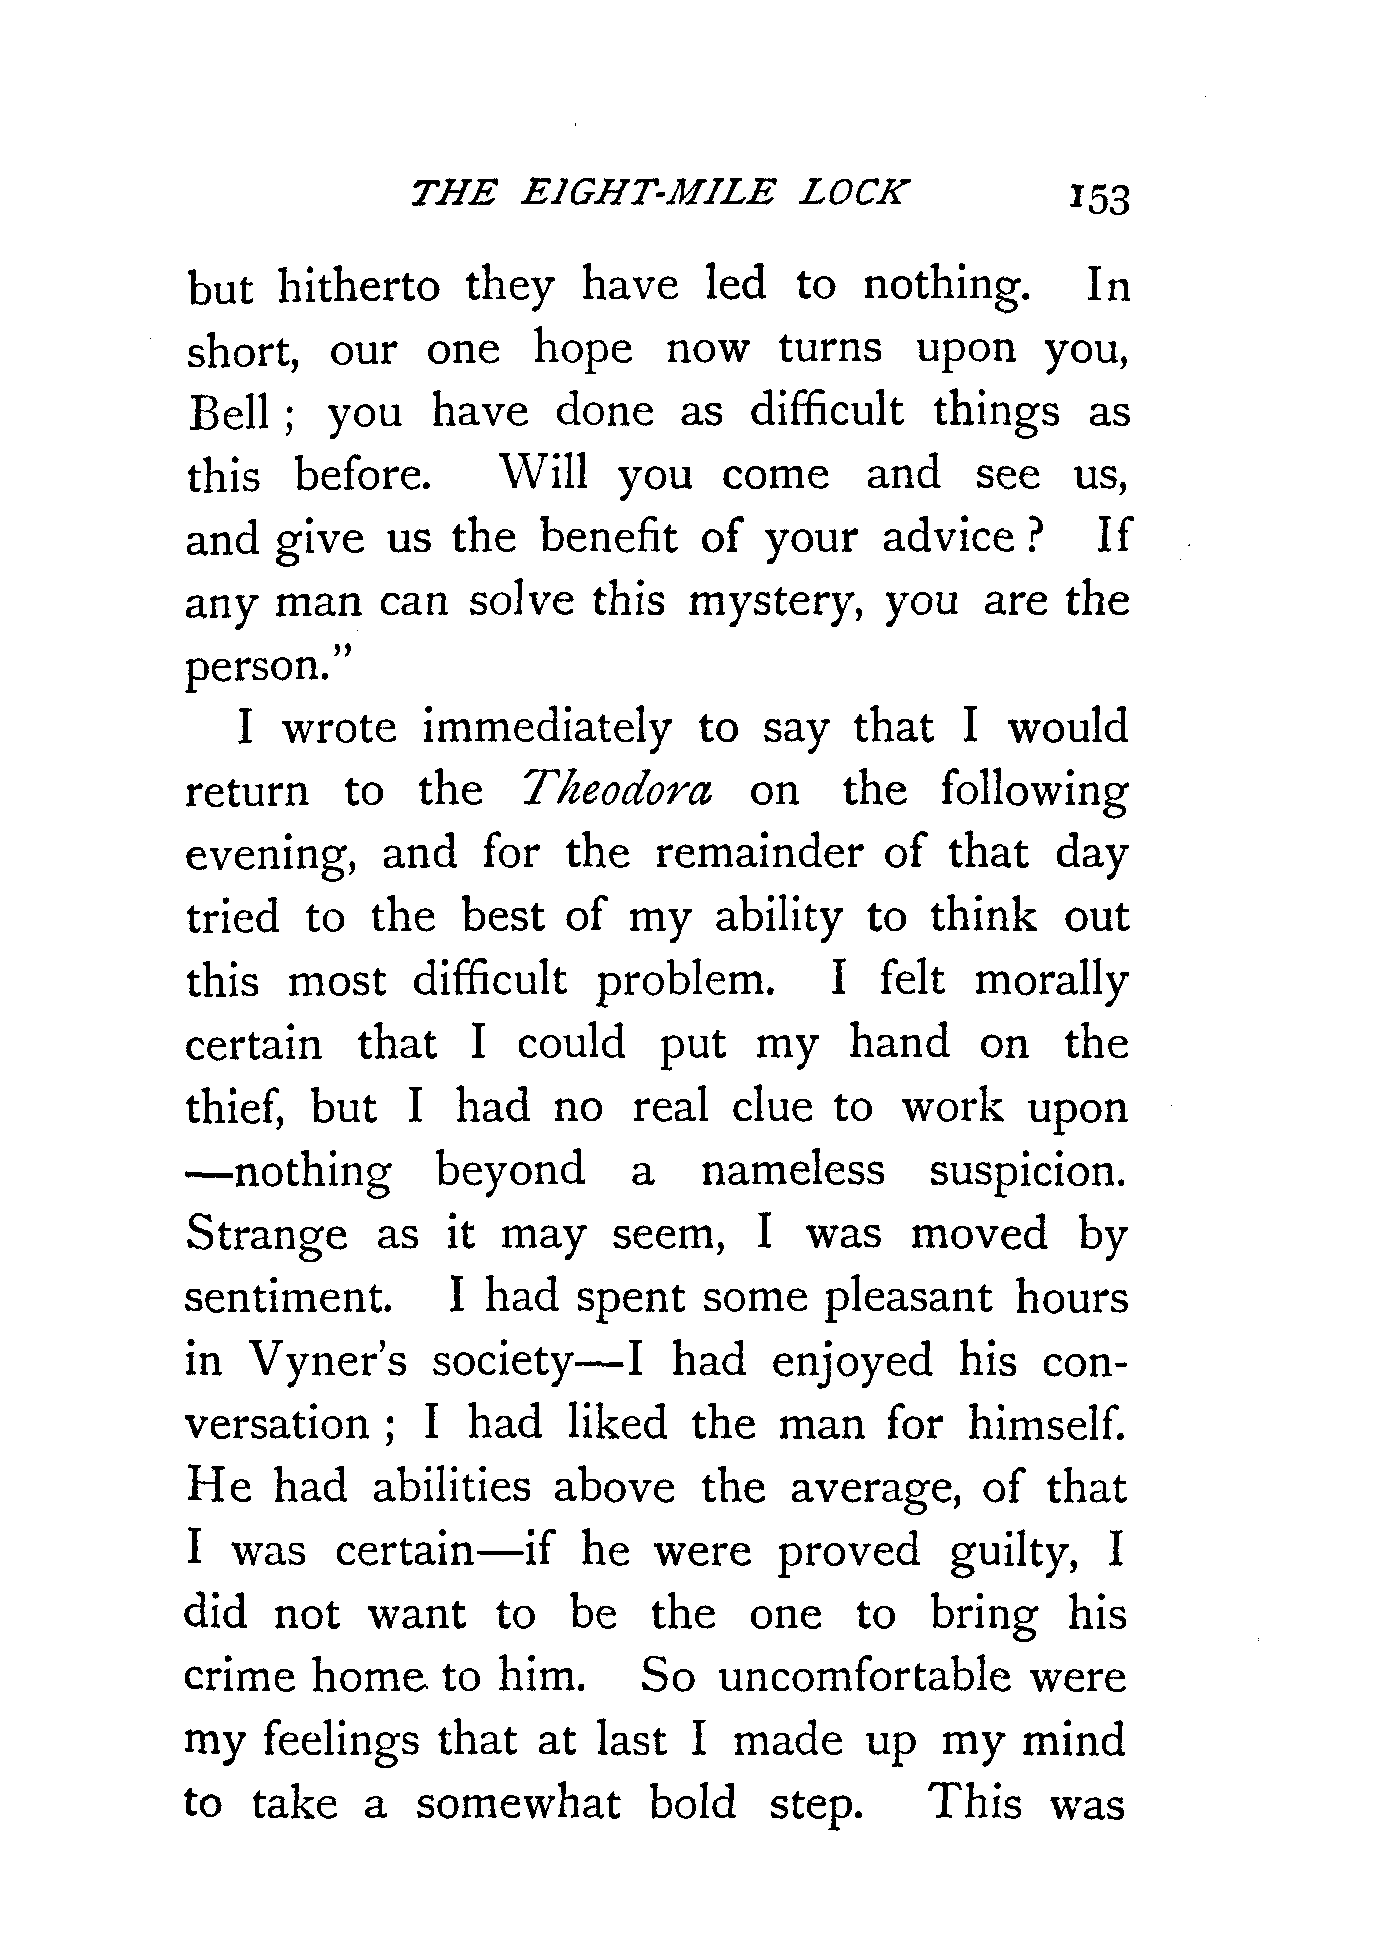 THE EIGHT-MILE LOCK 153
but hitherto they have led to nothing. In
short, our one hope now turns upon you,
Bell ; you have done as difficult things as
this before. Will you come and see us,
and give us the benefit of your advice ? If
any man can solve this mystery, you are the
person.”
I wrote immediately to say that I would
return to the Theodora on the following
evening, and for the remainder of that day
tried to the best of my ability to think out
this most difficult problem. I felt morally
certain that I could put my hand on the
thief, but I had no real clue to work upon
—nothing beyond a nameless suspicion.
Strange as it may seem, I was moved by
sentiment. I had spent some pleasant hours
in Vyner’s society—I had enjoyed his con-
versation ; I had liked the man for himself.
He had abilities above the average, of that
I was certain—if he were proved guilty, I
did not want to be the one to bring his
crime home to him. So uncomfortable were
my feelings that at last I made up my mind
to take a somewhat bold step. This was